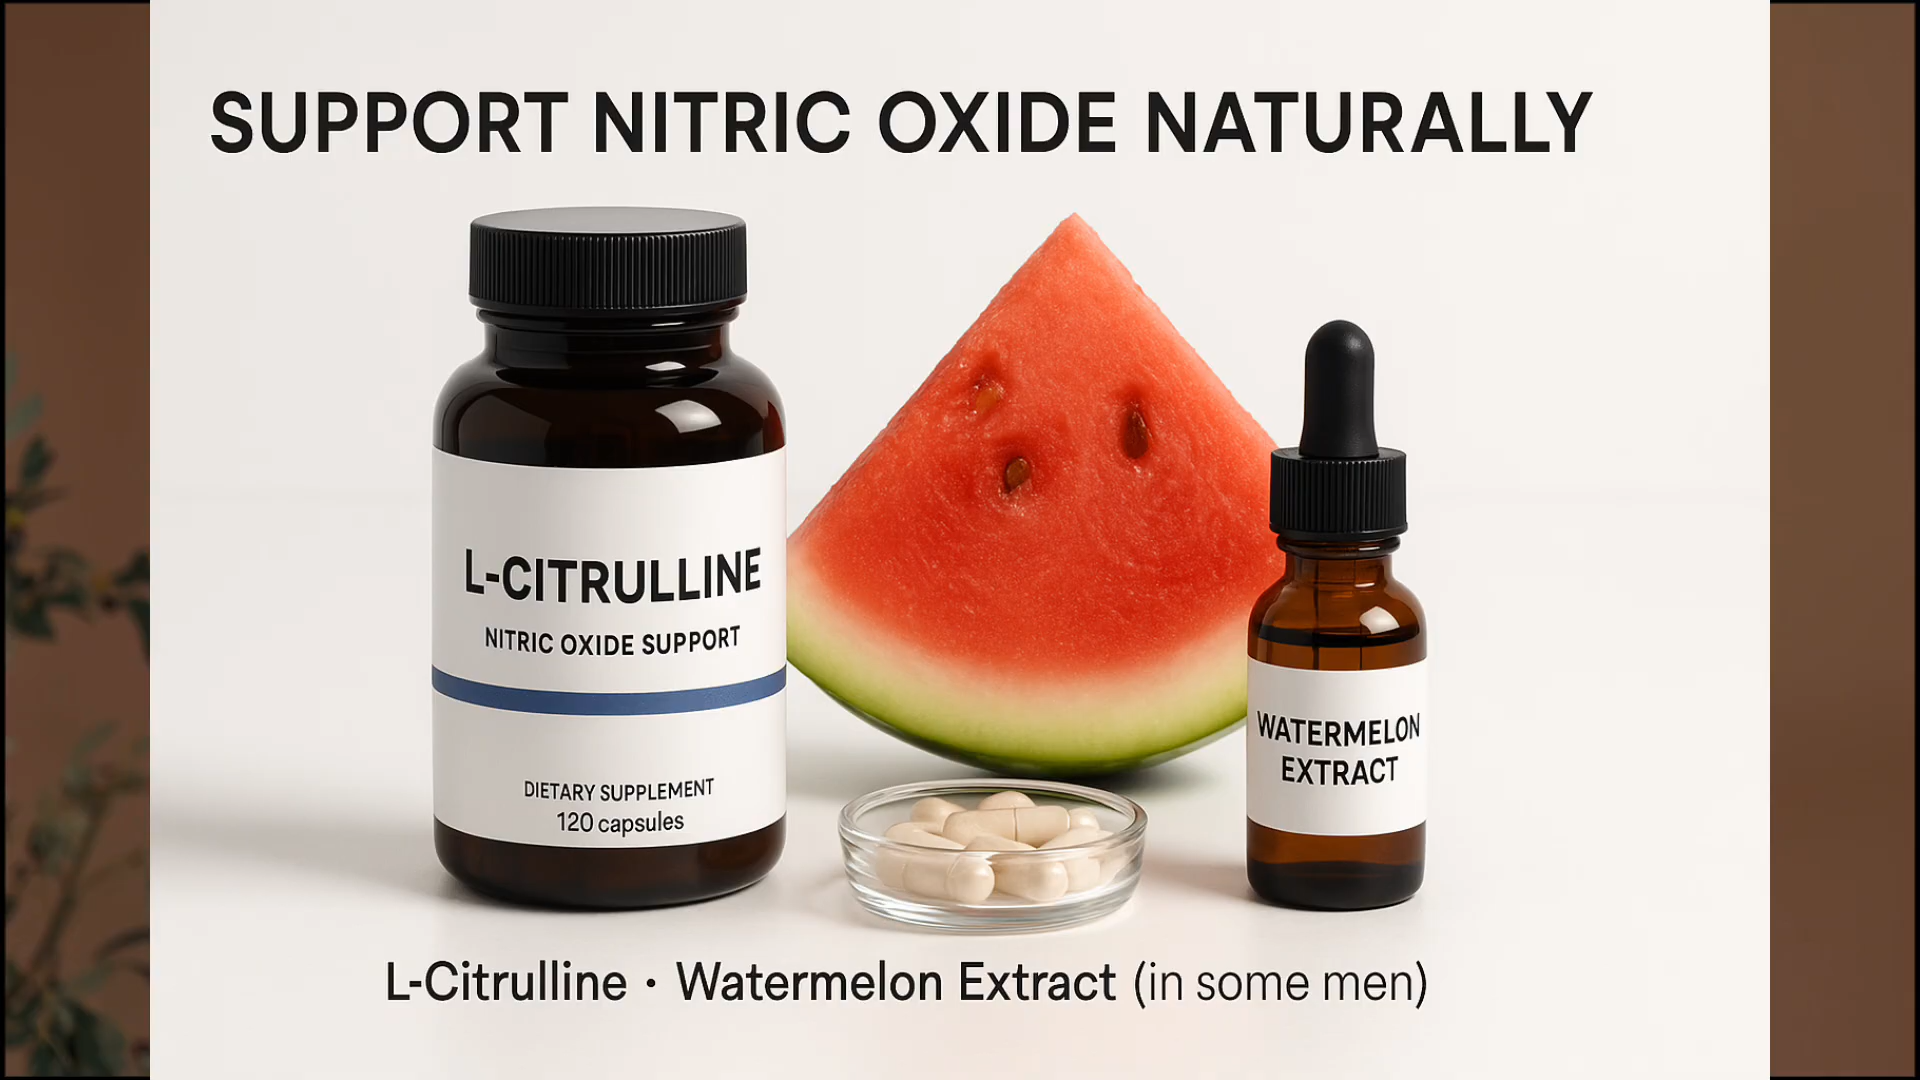 SUPPORT NITRIC OXIDE NATURALLY
L-CITRULLINE
NITRIC OXIDE SUPPORT
DIETARY SUPPLEMENT
120 capsules
WATERMELON
EXTRACT
L-Citrulline · Watermelon Extract (in some men)